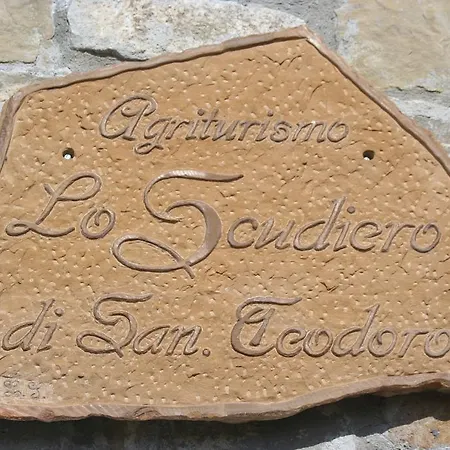 Agriturismo
Lo Scudiero
di San. Teodoro